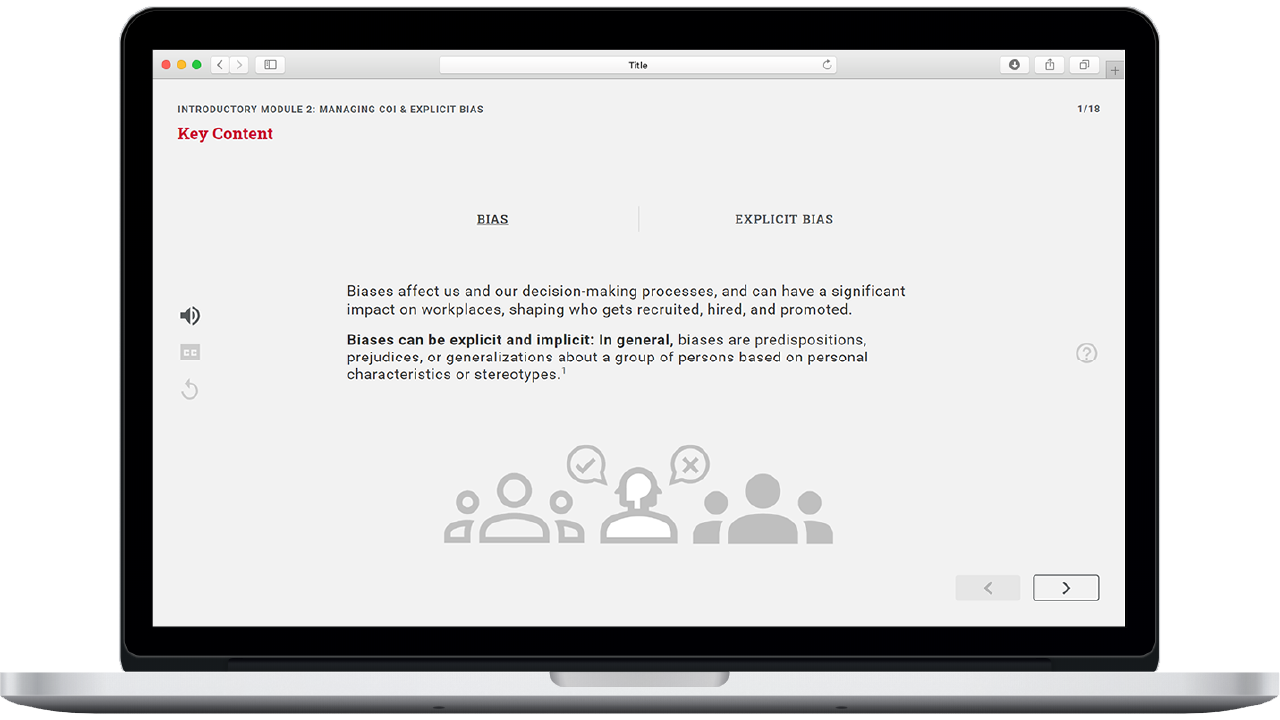 Title
INTRODUCTORY MODULE 2: MANAGING COI & EXPLICIT BIAS
1/18
Key Content
BIAS
EXPLICIT BIAS
Biases affect us and our decision-making processes, and can have a significant
impact on workplaces, shaping who gets recruited, hired, and promoted.
Biases can be explicit and implicit: In general, biases are predispositions,
prejudices, or generalizations about a group of persons based on personal
characteristics or stereotypes.1
CC
?